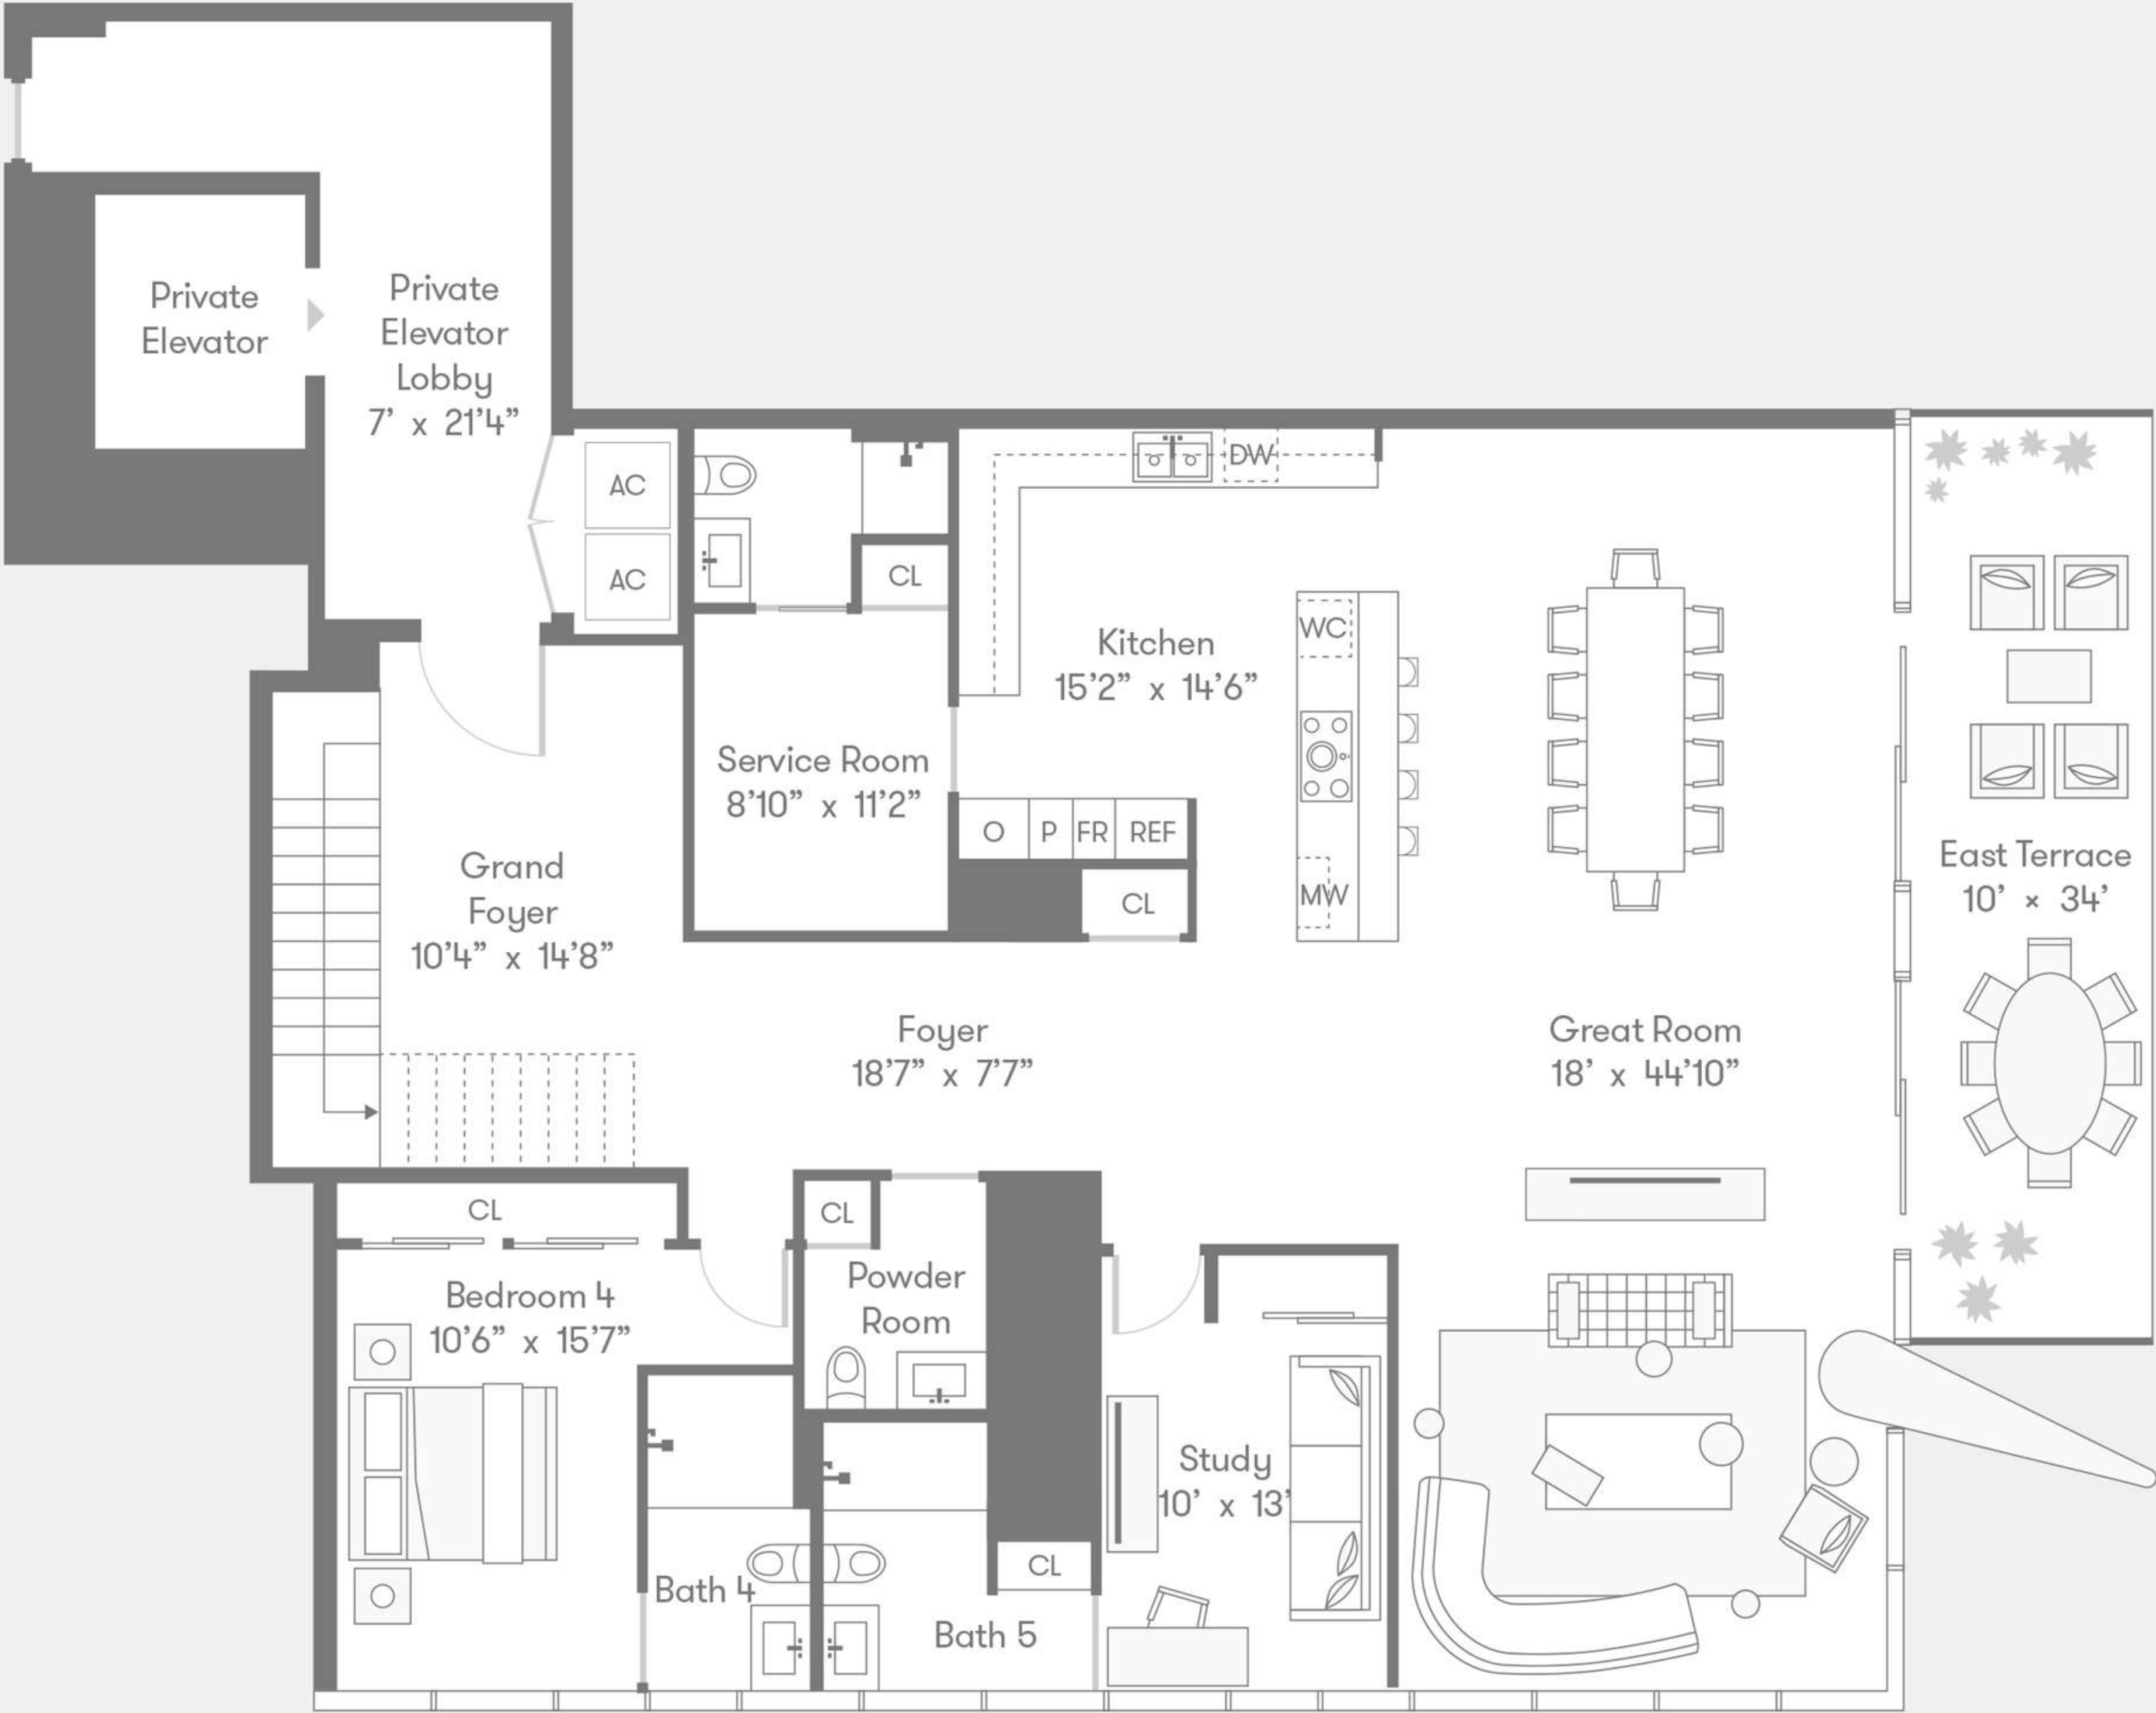 Private
Elevator
Private
Elevator
Lobby
7’ x 21’4”
AC
AC
CL
DW
WC
Kitchen
15’2” x 14’6”
Service Room
8’10” x 11’2”
O P FR REF
MW
CL
Grand
Foyer
10’4” x 14’8”
East Terrace
10’ × 34’
Foyer
18’7” x 7’7”
Great Room
18’ x 44’10”
CL
CL
Bedroom 4
10’6” x 15’7”
Powder
Room
Study
10’ x 13’
Bath 4
CL
Bath 5